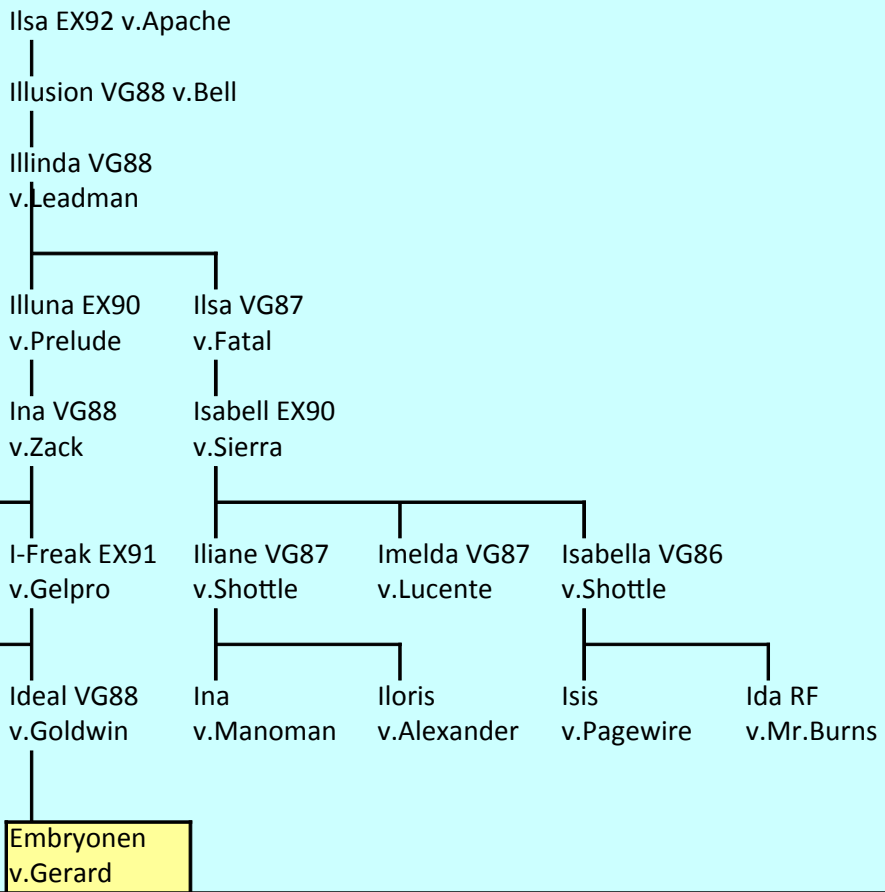 Ilsa EX92 v.Apache
Illusion VG88 v.Bell
Illinda VG88
v.Leadman
Illuna EX90
v.Prelude
Ilsa VG87
v.Fatal
Ina VG88
v.Zack
Isabell EX90
v.Sierra
I-Freak EX91
v.Gelpro
Iliane VG87
v.Shottle
Imelda VG87
v.Lucente
Isabella VG86
v.Shottle
Ideal VG88
v.Goldwin
Ina
v.Manoman
Iloris
v.Alexander
Isis
v.Pagewire
Ida RF
v.Mr.Burns
Embryonen
v.Gerard